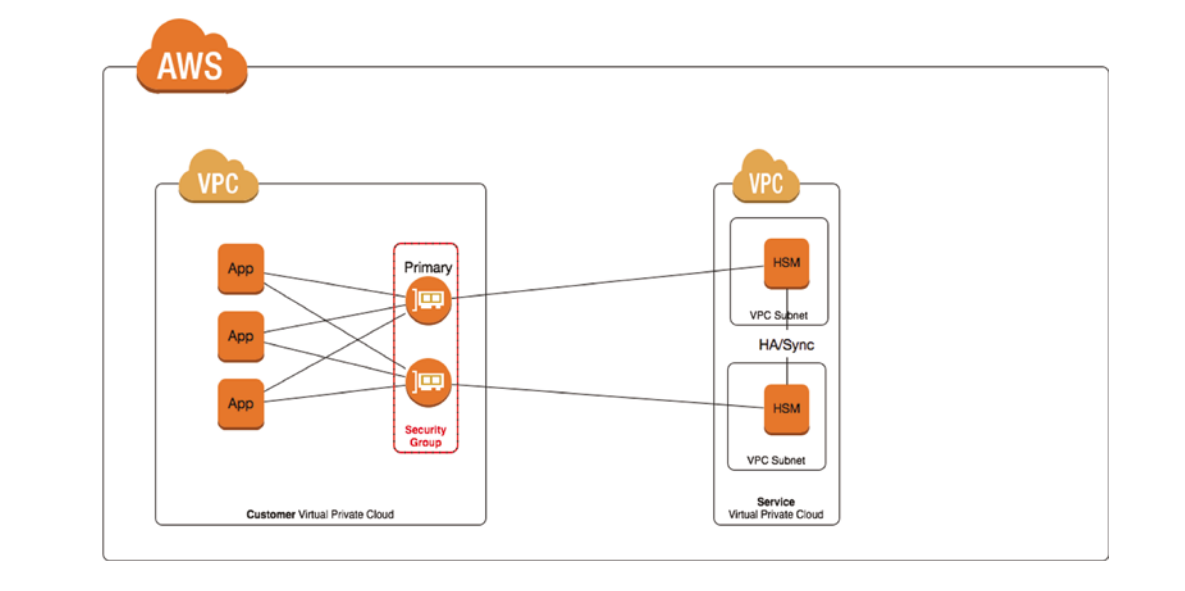 AWS
VPC
VPC
App
App
App
Primary
Security
Group
Customer Virtual Private Cloud
HSM
VPC Subnet
HA/Sync
HSM
VPC Subnet
Service
Virtual Private Cloud